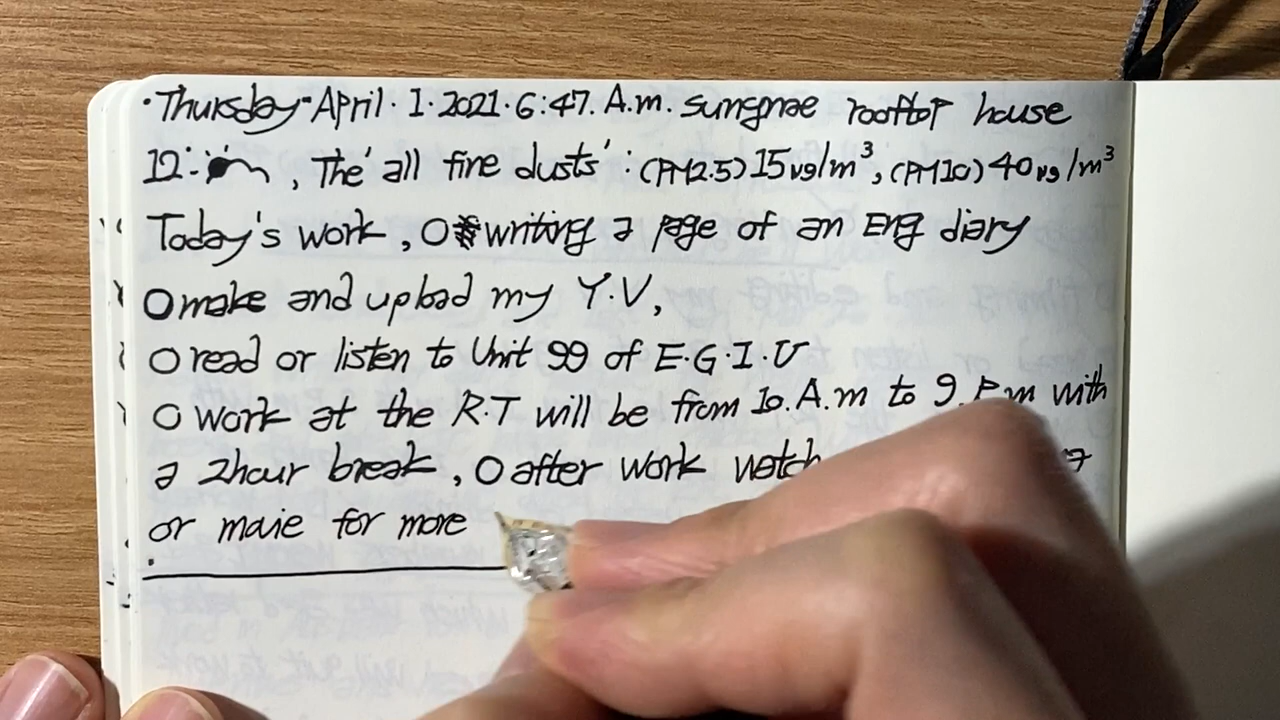 ·Thursday-April·1·2021·6:47.A.m. sungnae rooftop house
12: , The 'all fine dusts' : (PM2.5)15ug/m³, (PM10)40ug/m³
Today's work, O writing a page of an Eng diary
O make and upload my Y·V,
O read or listen to Unit 99 of E·G·I·U
O work at the R·T will be from 10.A.m to 9.P.m with
a 2hour break, O after work watch
or movie for more